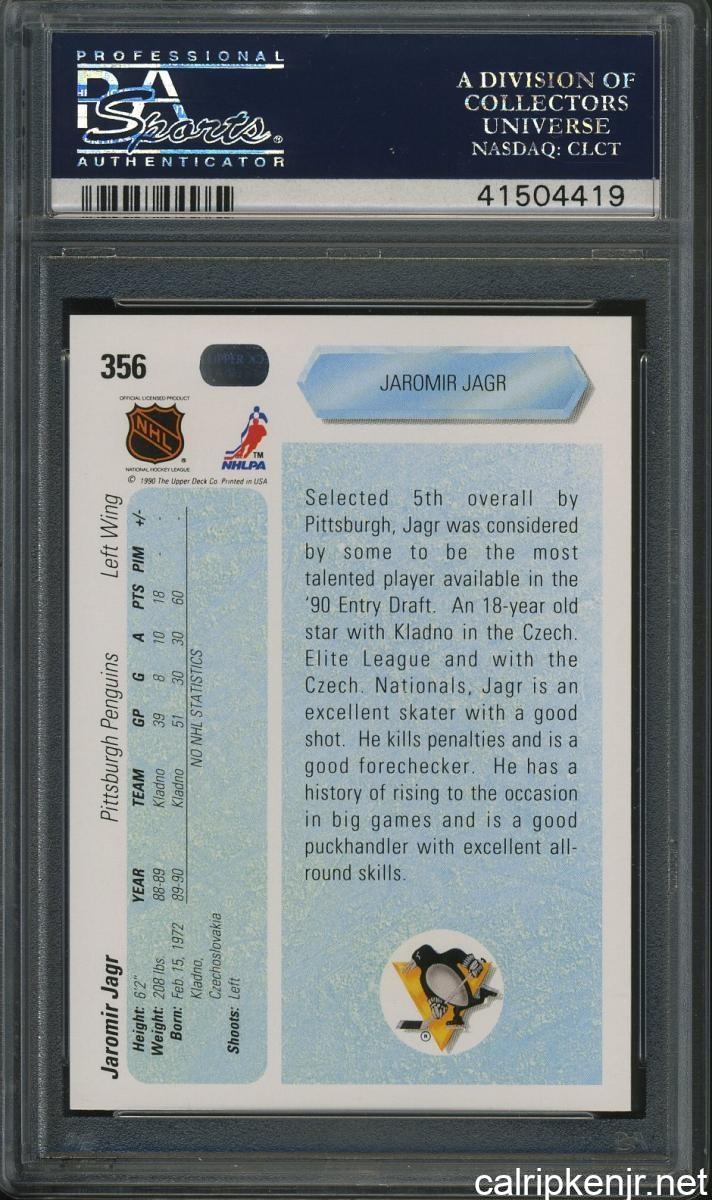 PROFESSIONAL
PSA
Sports
AUTHENTICATOR
A DIVISION OF
COLLECTORS
UNIVERSE
NASDAQ: CLCT
41504419
356
UPPER
JAROMIR JAGR
OFFICIAL LICENSED PRODUCT
NHL
NATIONAL HOCKEY LEAGUE
TM
NHLPA
© 1990 The Upper Deck Co. Printed in USA
Selected 5th overall by
Pittsburgh, Jagr was considered
by some to be the most
talented player available in the
'90 Entry Draft. An 18-year old
star with Kladno in the Czech.
Elite League and with the
Czech. Nationals, Jagr is an
excellent skater with a good
shot. He kills penalties and is a
good forechecker. He has a
history of rising to the occasion
in big games and is a good
puckhandler with excellent all-
round skills.
Jaromir Jagr Pittsburgh Penguins Left Wing
Height: 6'2"
Weight: 208 lbs.
Born: Feb. 15, 1972
Kladno,
Czechoslovakia
Shoots: Left
YEAR TEAM GP G A PTS PIM +/-
88-89 Kladno 39 8 10 18 - -
89-90 Kladno 51 30 30 60 - -
NO NHL STATISTICS
calripkenjr.net